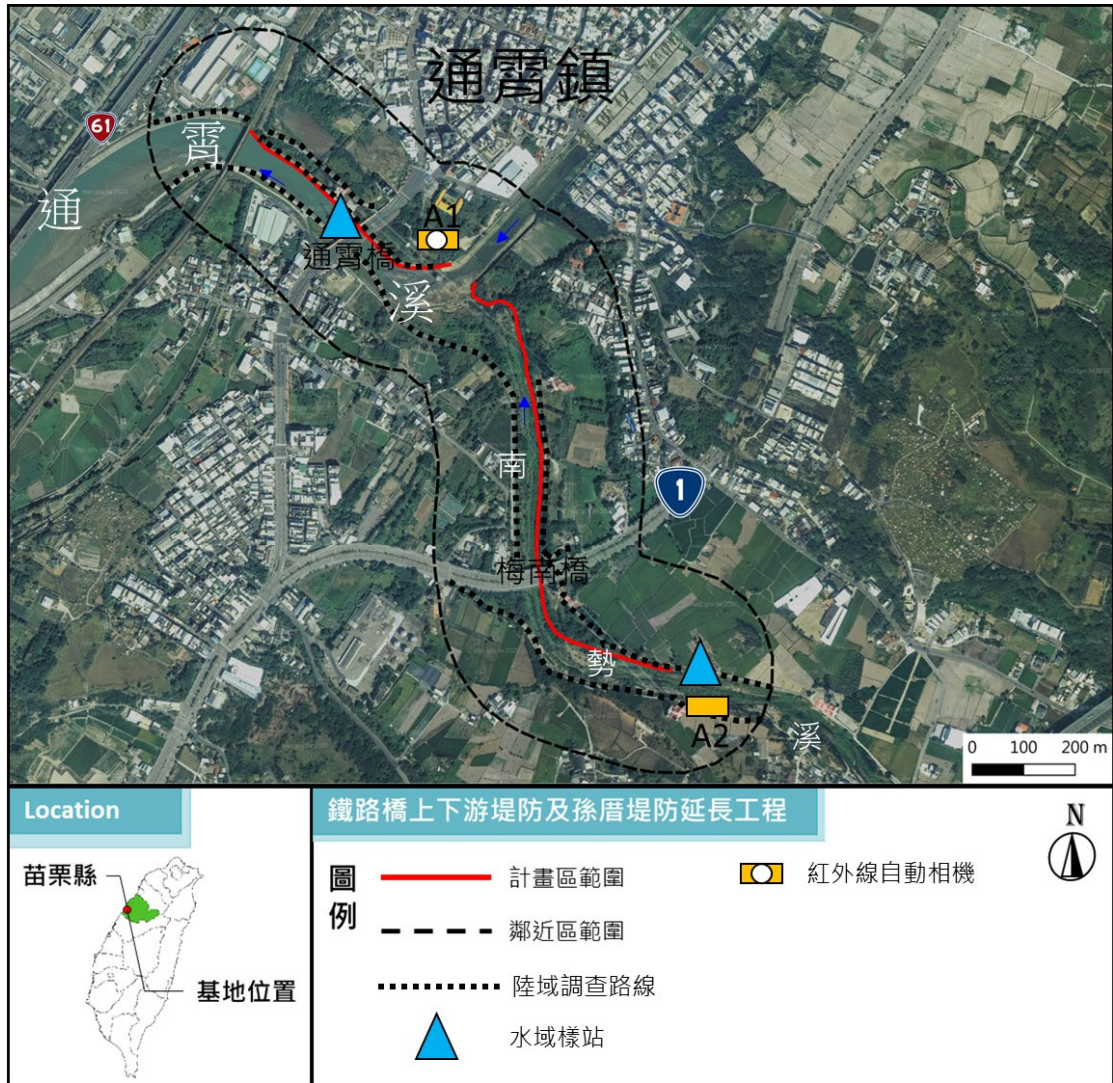 通霄鎮
61
霄
通
A1
通霄橋
溪
南
1
梅南橋
勢
A2
溪
0 100 200 m
Location
苗栗縣
基地位置
鐵路橋上下游堤防及孫厝堤防延長工程
N
圖例
計畫區範圍
紅外線自動相機
鄰近區範圍
陸域調查路線
水域樣站